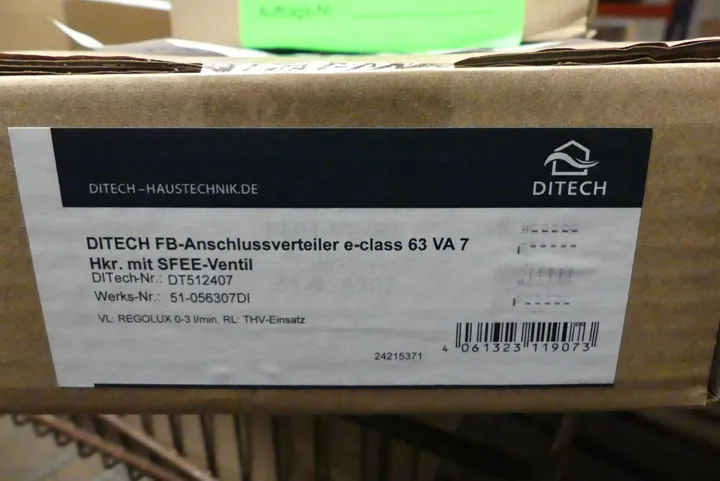 Auftrags-Nr.
DITECH-HAUSTECHNIK.DE
DITECH
DITECH FB-Anschlussverteiler e-class 63 VA 7
Hkr. mit SFEE-Ventil
DITech-Nr.: DT512407
Werks-Nr.: 51-056307DI
VL: REGOLUX 0-3 l/min, RL: THV-Einsatz
24215371
4 061323 119073